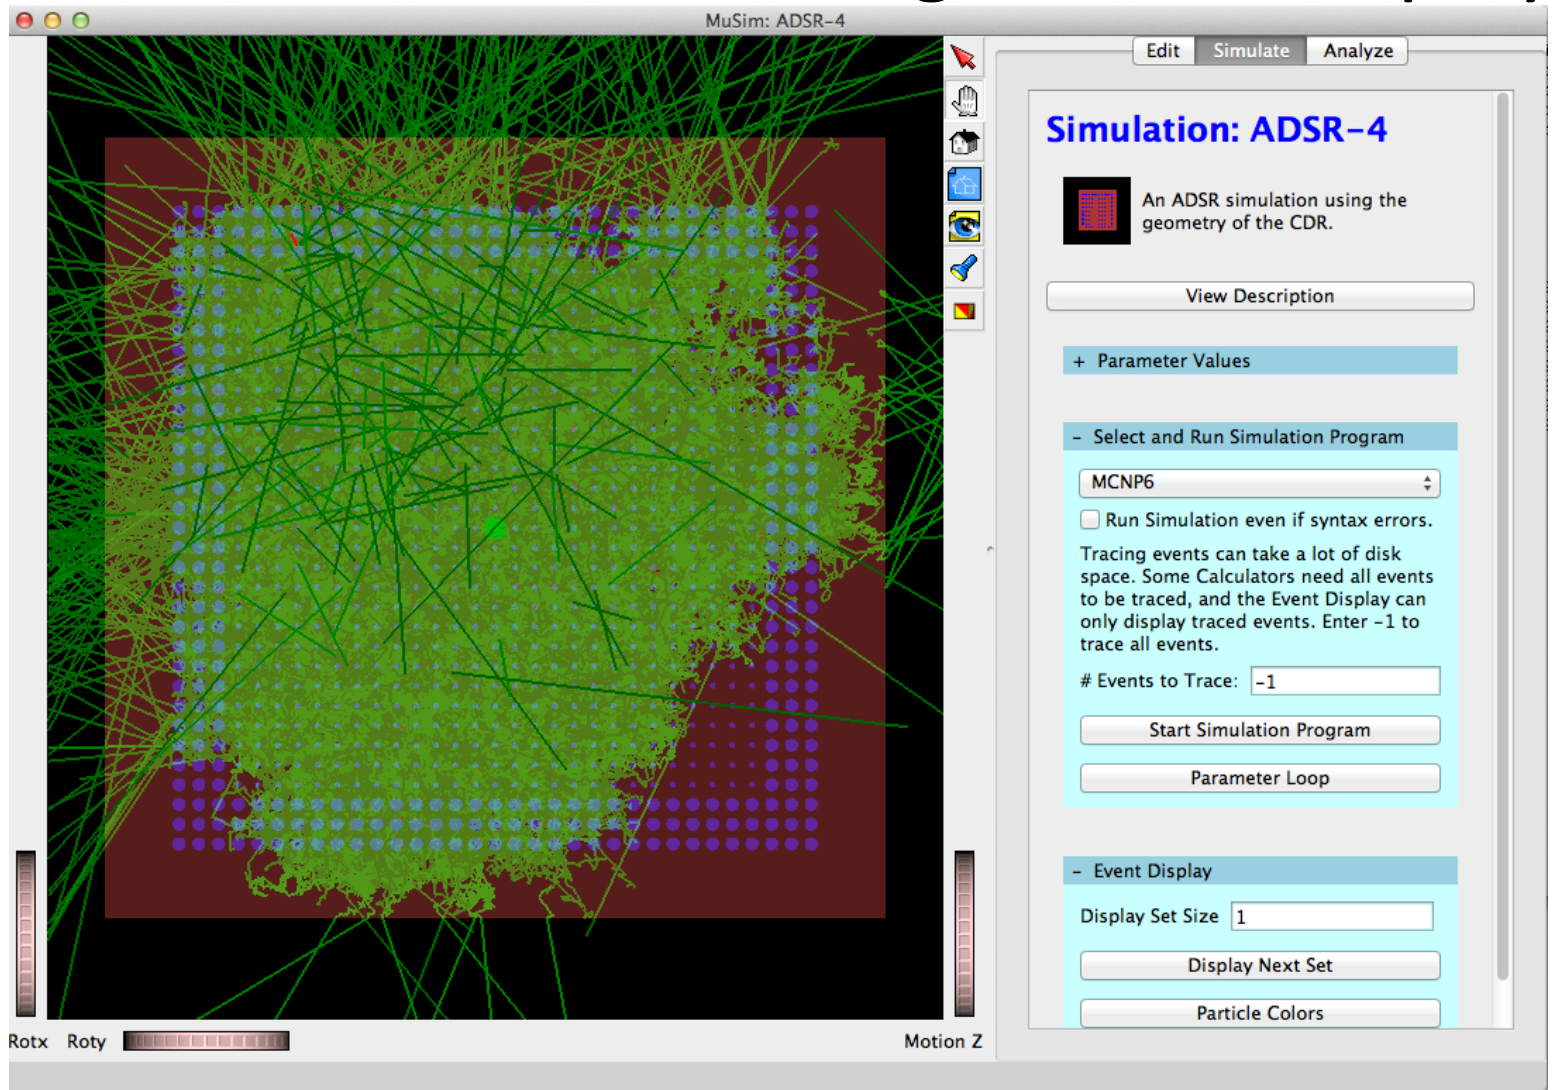 MuSim: ADSR-4
Edit Simulate Analyze
Simulation: ADSR-4
An ADSR simulation using the
geometry of the CDR.
View Description
+ Parameter Values
- Select and Run Simulation Program
MCNP6
Run Simulation even if syntax errors.
Tracing events can take a lot of disk
space. Some Calculators need all events
to be traced, and the Event Display can
only display traced events. Enter -1 to
trace all events.
# Events to Trace: -1
Start Simulation Program
Parameter Loop
- Event Display
Display Set Size 1
Display Next Set
Particle Colors
Rotx Roty Motion Z